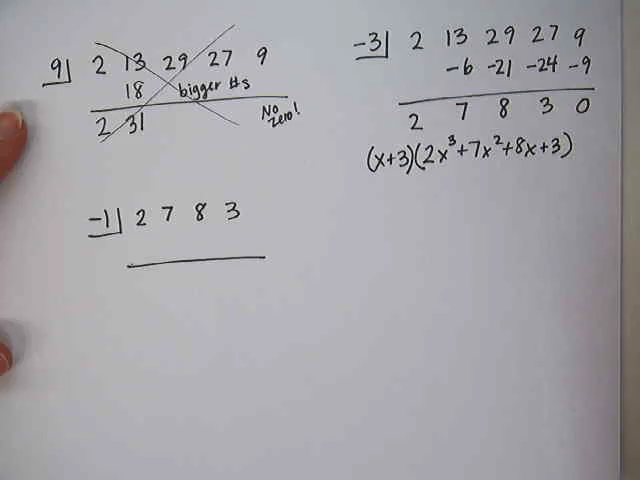 9| 2 13 29 27 9
18 bigger #s
2 31 No zero!
-3| 2 13 29 27 9
-6 -21 -24 -9
2 7 8 3 0
(x+3)(2x³+7x²+8x+3)
-1| 2 7 8 3